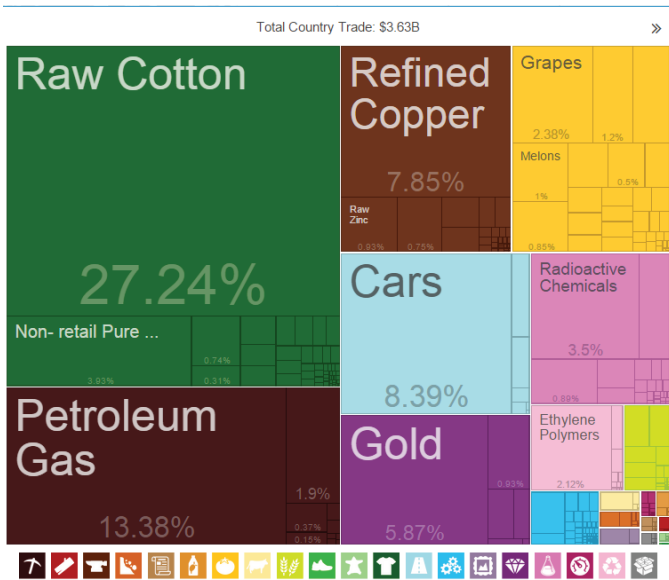 Total Country Trade: $3.63B
»
Raw Cotton
27.24%
Non- retail Pure ...
3.93%
0.74%
0.31%
Petroleum
Gas
13.38%
1.9%
0.37%
0.15%
Refined
Copper
7.85%
Raw
Zinc
0.93%
0.75%
Cars
8.39%
Gold
5.87%
0.93%
Grapes
2.38%
1.2%
Melons
1%
0.5%
0.85%
Radioactive
Chemicals
3.5%
0.89%
Ethylene
Polymers
2.12%